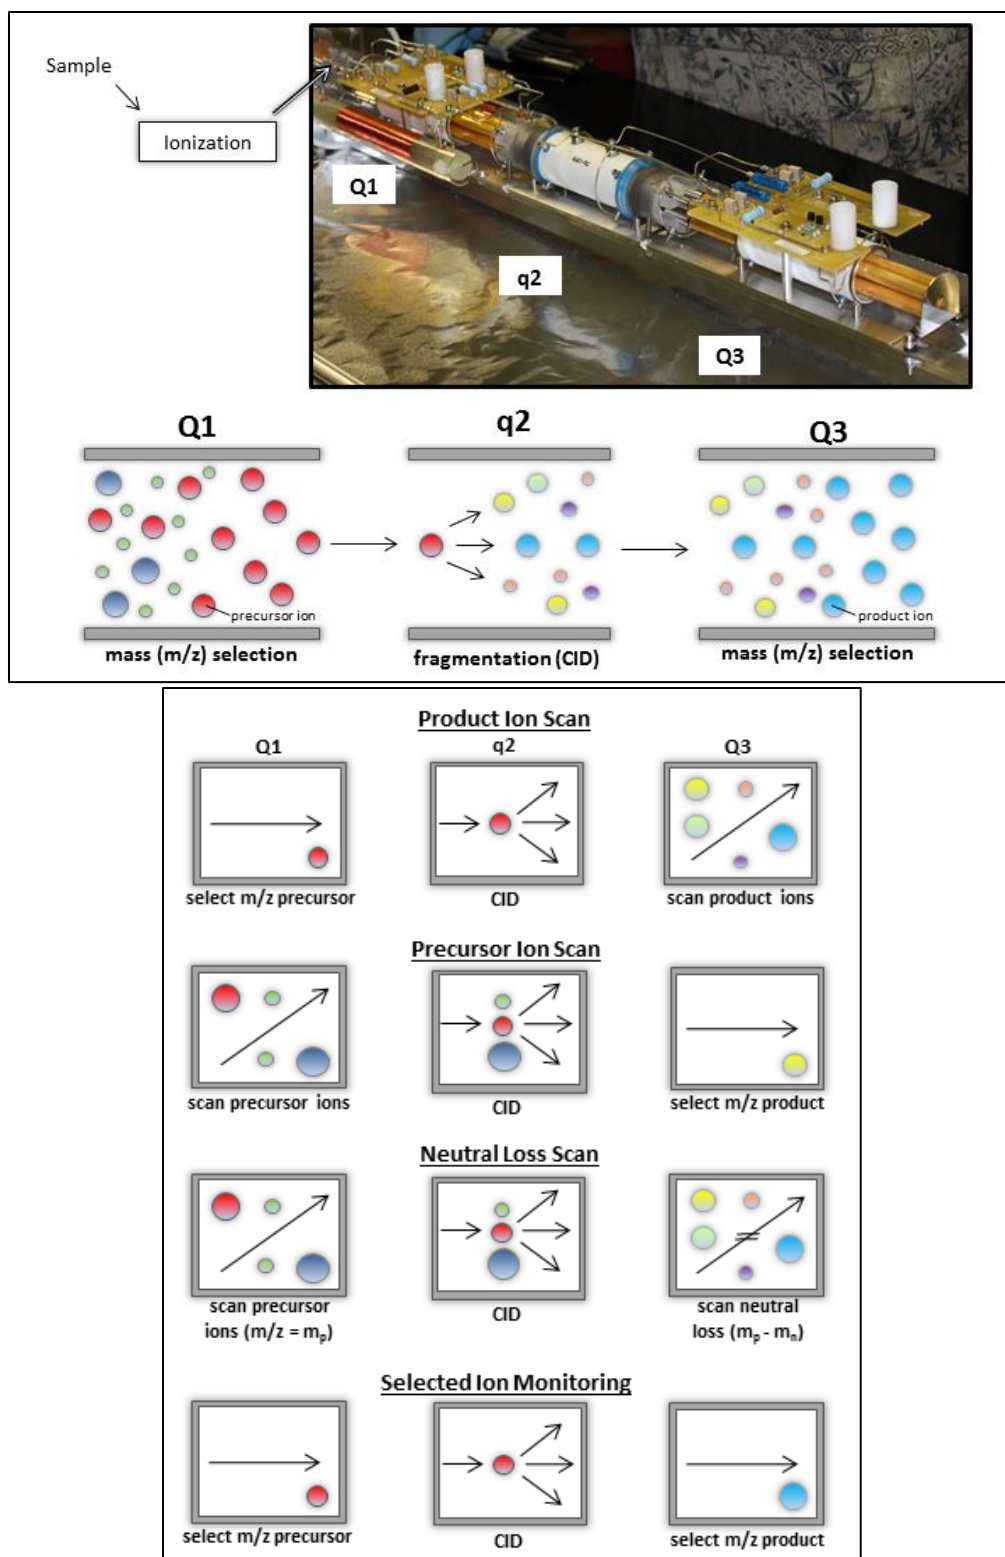 Sample
Ionization
Q1
q2
Q3
Q1
q2
Q3
precursor ion
product ion
mass (m/z) selection
fragmentation (CID)
mass (m/z) selection
Product Ion Scan
Q1
q2
Q3
select m/z precursor
CID
scan product ions
Precursor Ion Scan
scan precursor ions
CID
select m/z product
Neutral Loss Scan
scan precursor
ions (m/z = mₚ)
CID
scan neutral
loss (mₚ - mₙ)
Selected Ion Monitoring
select m/z precursor
CID
select m/z product